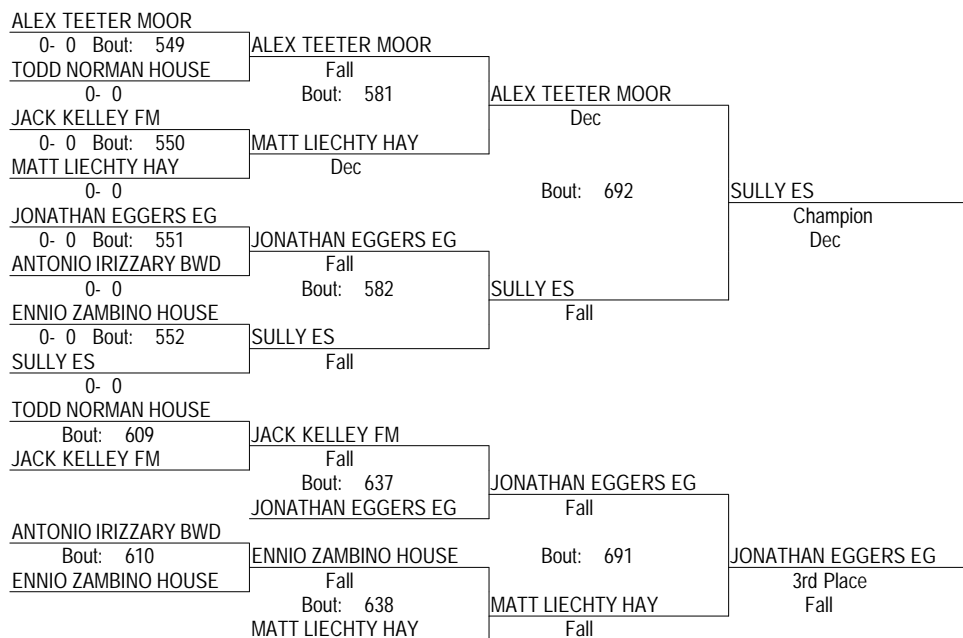 ALEX TEETER MOOR
0- 0 Bout: 549 ALEX TEETER MOOR
TODD NORMAN HOUSE Fall
0- 0 Bout: 581 ALEX TEETER MOOR
JACK KELLEY FM Dec
0- 0 Bout: 550 MATT LIECHTY HAY
MATT LIECHTY HAY Dec
0- 0 Bout: 692 SULLY ES
JONATHAN EGGERS EG Champion
0- 0 Bout: 551 JONATHAN EGGERS EG Dec
ANTONIO IRIZZARY BWD Fall
0- 0 Bout: 582 SULLY ES
ENNIO ZAMBINO HOUSE Fall
0- 0 Bout: 552 SULLY ES
SULLY ES Fall
0- 0
TODD NORMAN HOUSE
Bout: 609 JACK KELLEY FM
JACK KELLEY FM Fall
Bout: 637 JONATHAN EGGERS EG
JONATHAN EGGERS EG Fall
ANTONIO IRIZZARY BWD
Bout: 610 ENNIO ZAMBINO HOUSE Bout: 691 JONATHAN EGGERS EG
ENNIO ZAMBINO HOUSE Fall 3rd Place
Bout: 638 MATT LIECHTY HAY Fall
MATT LIECHTY HAY Fall